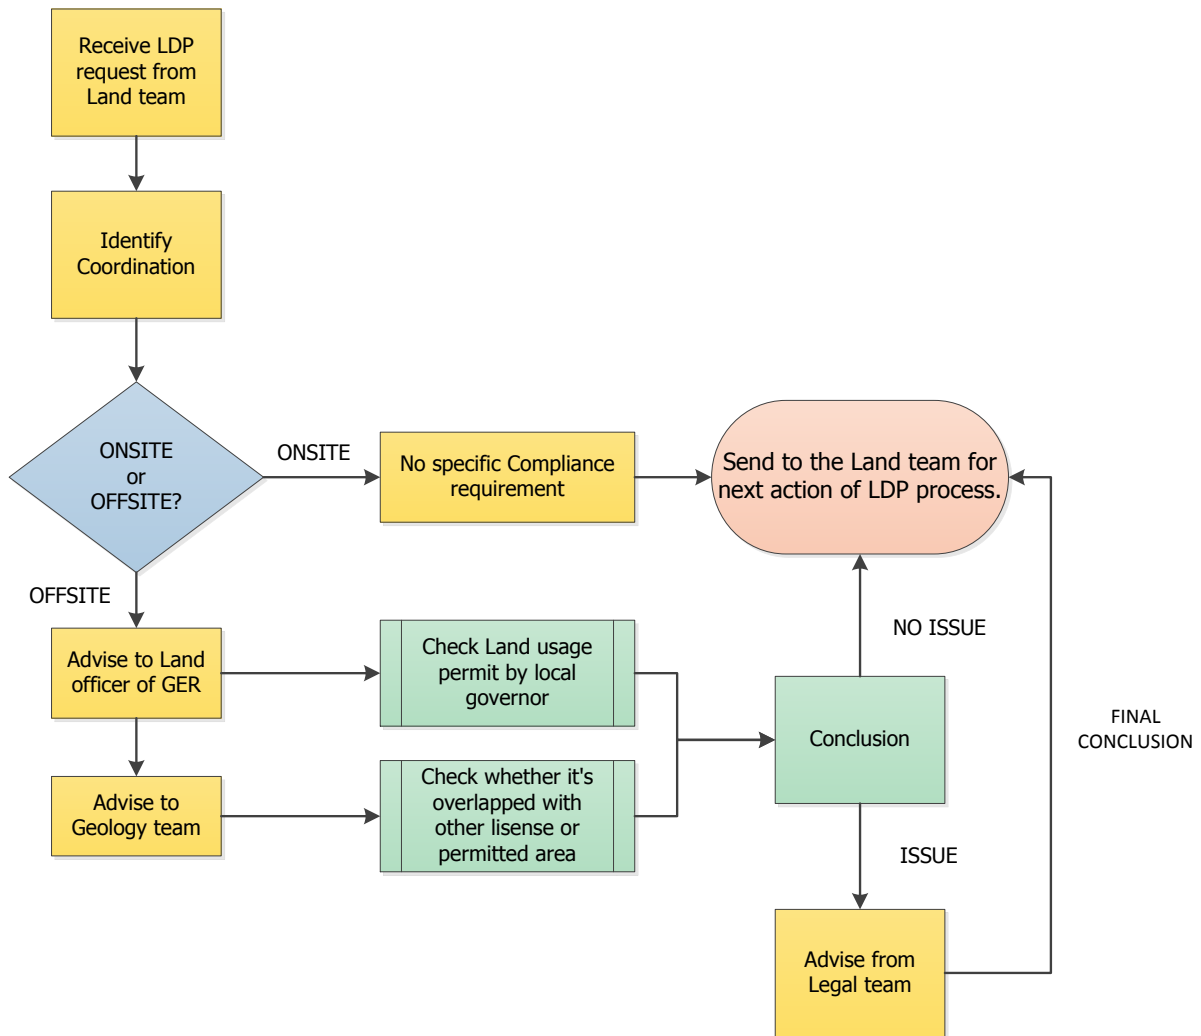 Receive LDP
request from
Land team
Identify
Coordination
ONSITE
or
OFFSITE?
ONSITE
No specific Compliance
requirement
Send to the Land team for
next action of LDP process.
OFFSITE
Advise to Land
officer of GER
Check Land usage
permit by local
governor
NO ISSUE
Conclusion
FINAL
CONCLUSION
Advise to
Geology team
Check whether it's
overlapped with
other lisense or
permitted area
ISSUE
Advise from
Legal team